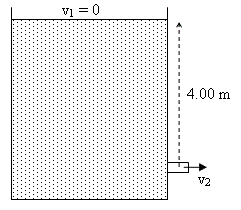 v₁ = 0
4.00 m
v₂